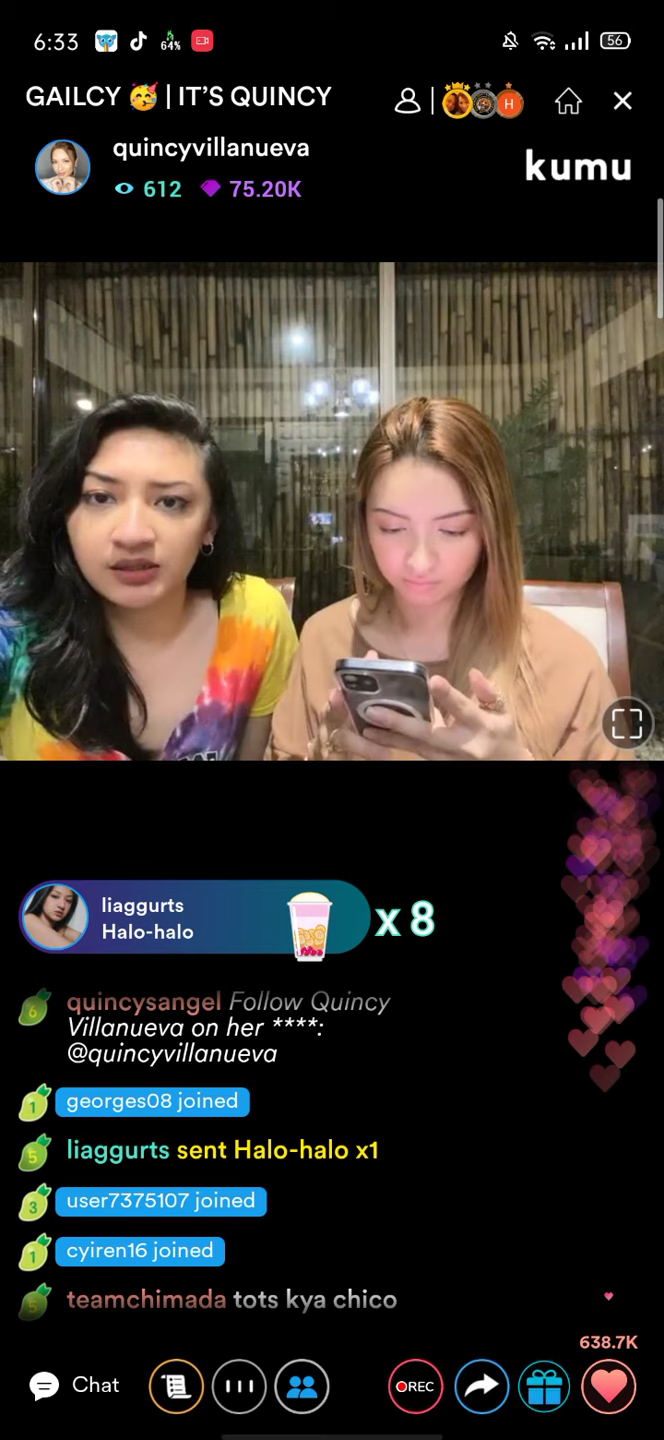 6:33
64%
56
GAILCY 🥳 | IT'S QUINCY
H
quincyvillanueva
612 75.20K
kumu
liaggurts
Halo-halo
x 8
6 quincysangel Follow Quincy
Villanueva on her ****:
@quincyvillanueva
1 georges08 joined
5 liaggurts sent Halo-halo x1
3 user7375107 joined
1 cyiren16 joined
5 teamchimada tots kya chico
638.7K
Chat
REC